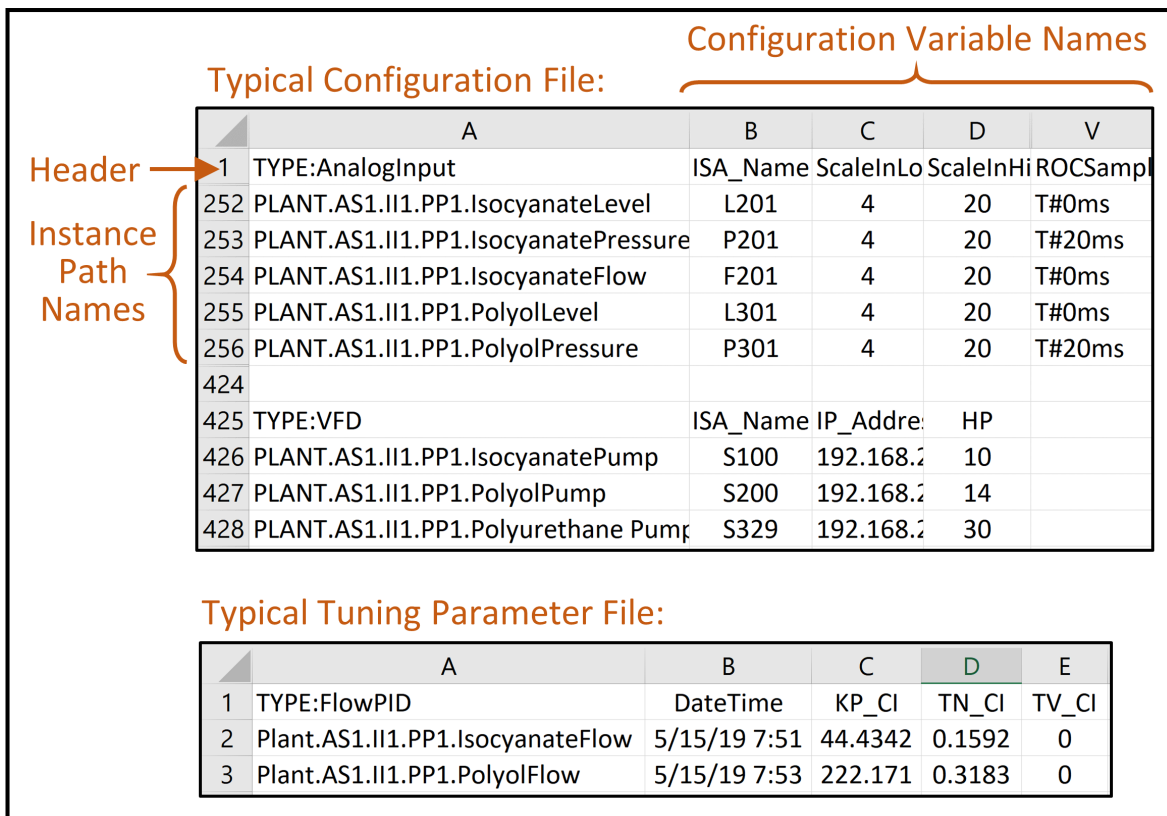 Configuration Variable Names
Typical Configuration File:
A B C D V
Header
1 TYPE:AnalogInput ISA_Name ScaleInLo ScaleInHi ROCSampl
Instance
Path
Names
252 PLANT.AS1.II1.PP1.IsocyanateLevel L201 4 20 T#0ms
253 PLANT.AS1.II1.PP1.IsocyanatePressure P201 4 20 T#20ms
254 PLANT.AS1.II1.PP1.IsocyanateFlow F201 4 20 T#0ms
255 PLANT.AS1.II1.PP1.PolyolLevel L301 4 20 T#0ms
256 PLANT.AS1.II1.PP1.PolyolPressure P301 4 20 T#20ms
424
425 TYPE:VFD ISA_Name IP_Addres HP
426 PLANT.AS1.II1.PP1.IsocyanatePump S100 192.168.2 10
427 PLANT.AS1.II1.PP1.PolyolPump S200 192.168.2 14
428 PLANT.AS1.II1.PP1.Polyurethane Pump S329 192.168.2 30
Typical Tuning Parameter File:
A B C D E
1 TYPE:FlowPID DateTime KP_CI TN_CI TV_CI
2 Plant.AS1.II1.PP1.IsocyanateFlow 5/15/19 7:51 44.4342 0.1592 0
3 Plant.AS1.II1.PP1.PolyolFlow 5/15/19 7:53 222.171 0.3183 0